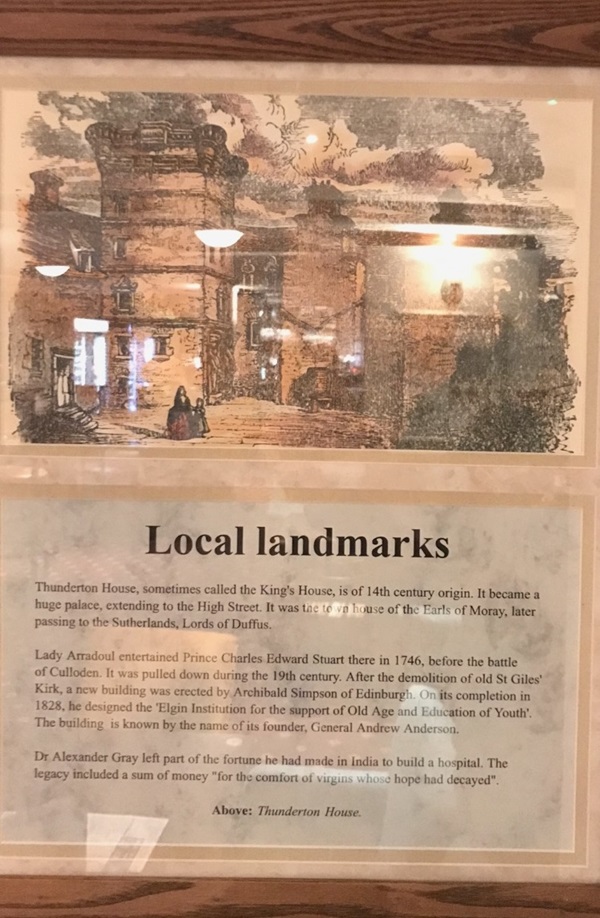 Local landmarks
Thunderton House, sometimes called the King's House, is of 14th century origin. It became a
huge palace, extending to the High Street. It was the town house of the Earls of Moray, later
passing to the Sutherlands, Lords of Duffus.
Lady Arradoul entertained Prince Charles Edward Stuart there in 1746, before the battle
of Culloden. It was pulled down during the 19th century. After the demolition of old St Giles'
Kirk, a new building was erected by Archibald Simpson of Edinburgh. On its completion in
1828, he designed the 'Elgin Institution for the support of Old Age and Education of Youth'.
The building is known by the name of its founder, General Andrew Anderson.
Dr Alexander Gray left part of the fortune he had made in India to build a hospital. The
legacy included a sum of money "for the comfort of virgins whose hope had decayed".
Above: Thunderton House.